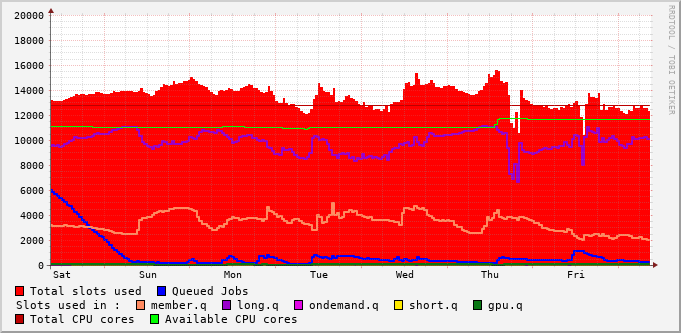 20000
18000
16000
14000
12000
10000
8000
6000
4000
2000
0
Sat Sun Mon Tue Wed Thu Fri
Total slots used Queued Jobs
Slots used in : member.q long.q ondemand.q short.q gpu.q
Total CPU cores Available CPU cores
RRDTOOL / TOBI OETIKER